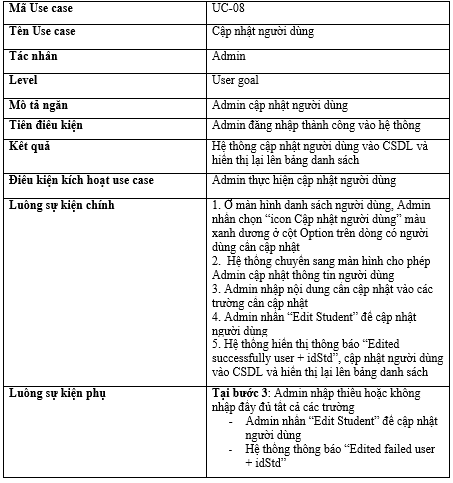 Mã Use case UC-08
Tên Use case Cập nhật người dùng
Tác nhân Admin
Level User goal
Mô tả ngắn Admin cập nhật người dùng
Tiền điều kiện Admin đăng nhập thành công vào hệ thống
Kết quả Hệ thống cập nhật người dùng vào CSDL và
hiển thị lại lên bảng danh sách
Điều kiện kích hoạt use case Admin thực hiện cập nhật người dùng
Luồng sự kiện chính 1. Ở màn hình danh sách người dùng, Admin
nhấn chọn “icon Cập nhật người dùng” màu
xanh dương ở cột Option trên dòng có người
dùng cần cập nhật
2. Hệ thống chuyển sang màn hình cho phép
Admin cập nhật thông tin người dùng
3. Admin nhập nội dung cần cập nhật vào các
trường cần cập nhật
4. Admin nhấn “Edit Student” để cập nhật
người dùng
5. Hệ thống hiển thị thông báo “Edited
successfully user + idStd”, cập nhật người dùng
vào CSDL và hiển thị lại lên bảng danh sách
Luồng sự kiện phụ Tại bước 3: Admin nhập thiếu hoặc không
nhập đầy đủ tất cả các trường
- Admin nhấn “Edit Student” để cập nhật
người dùng
- Hệ thống thông báo “Edited failed user
+ idStd”